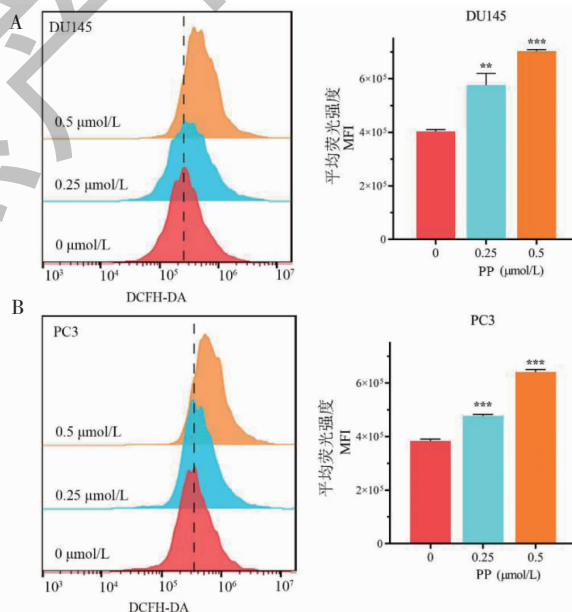 A
DU145
0.5 μmol/L
0.25 μmol/L
0 μmol/L
10³ 10⁴ 10⁵ 10⁶ 10⁷
DCFH-DA
DU145
平均荧光强度
MFI
6×10⁵
4×10⁵
2×10⁵
0
**
***
0 0.25 0.5
PP (μmol/L)
B
PC3
0.5 μmol/L
0.25 μmol/L
0 μmol/L
10³ 10⁴ 10⁵ 10⁶ 10⁷
DCFH-DA
PC3
平均荧光强度
MFI
6×10⁵
4×10⁵
2×10⁵
0
***
***
0 0.25 0.5
PP (μmol/L)